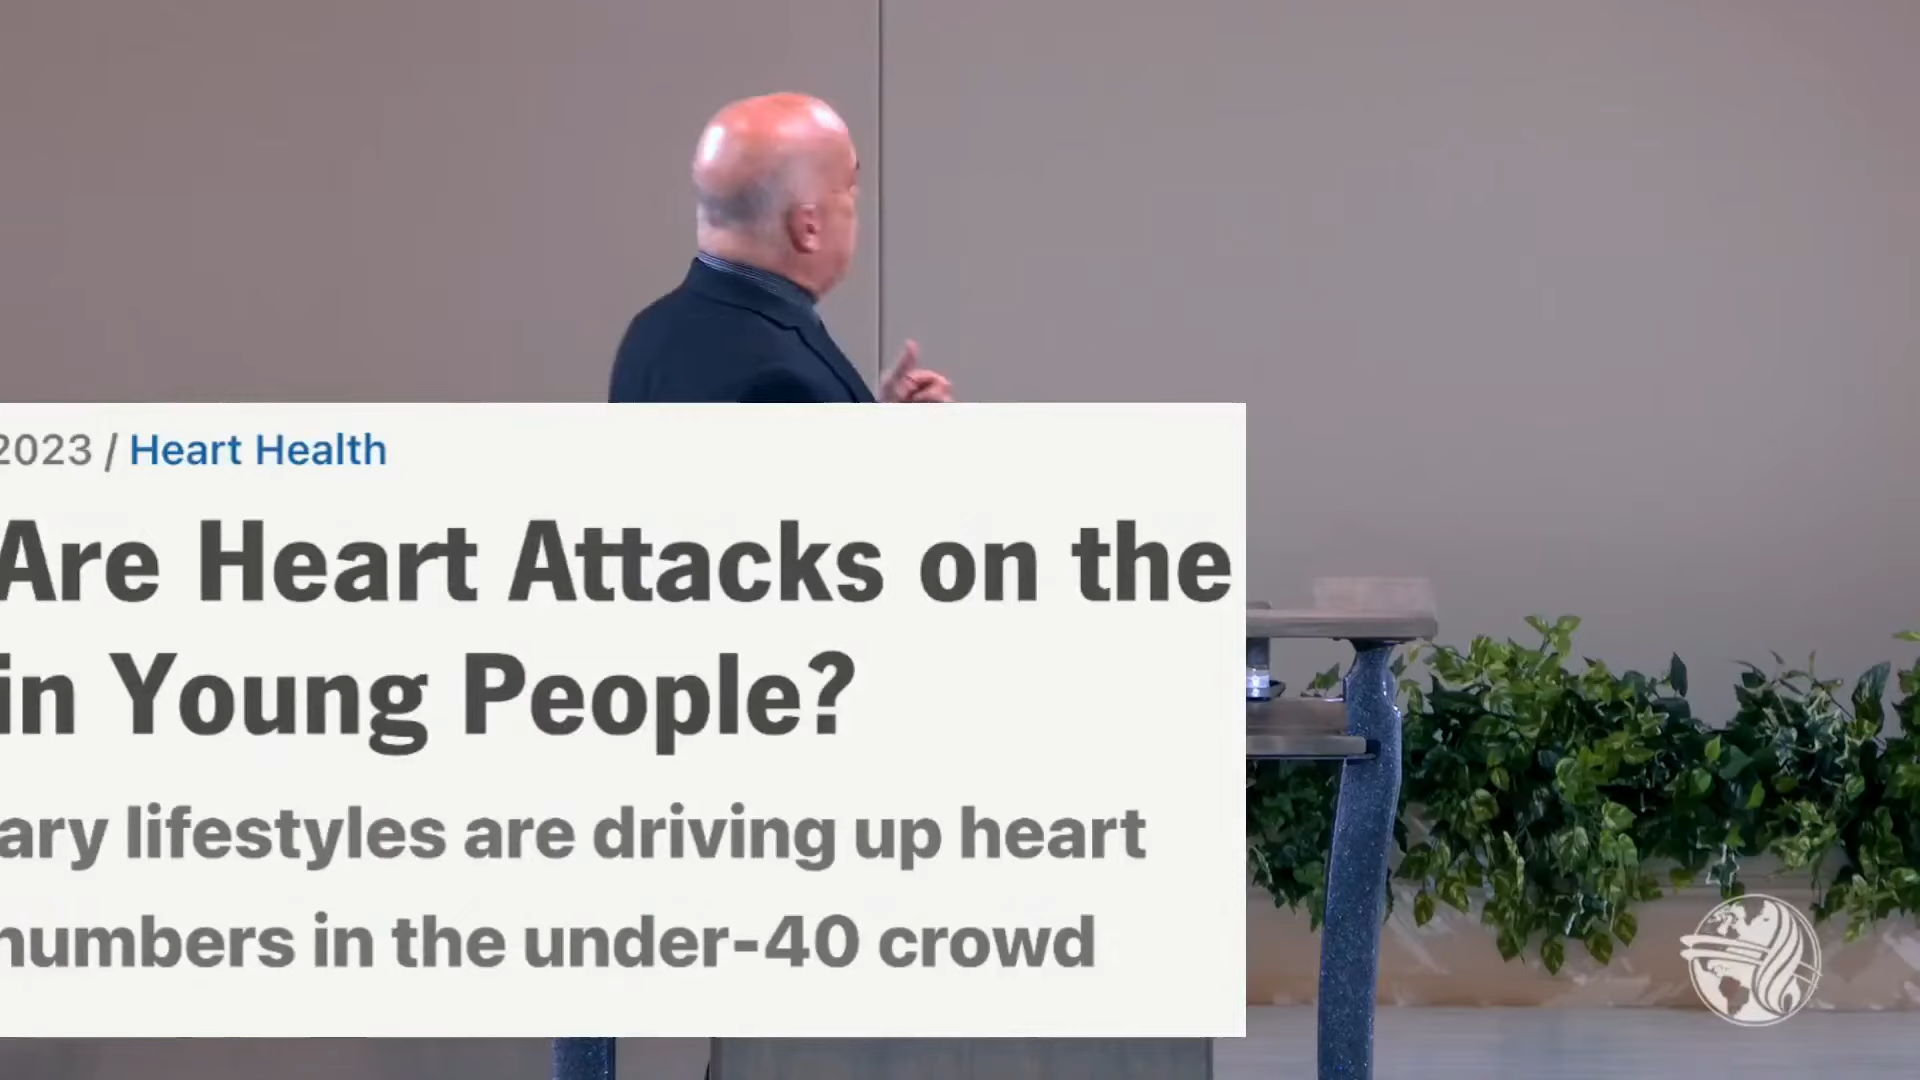 2023 / Heart Health
Are Heart Attacks on the
in Young People?
ary lifestyles are driving up heart
numbers in the under-40 crowd